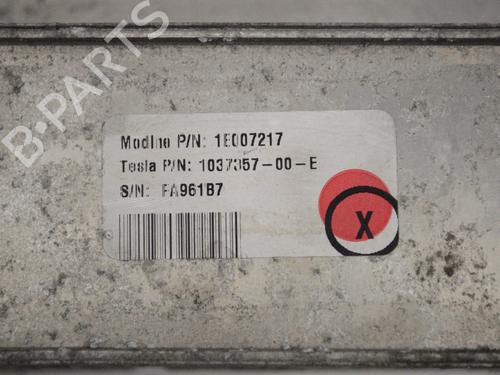 B-PARTS
Modine P/N: 1E007217
Tesla P/N: 1037357-00-E
S/N: FA961B7
X